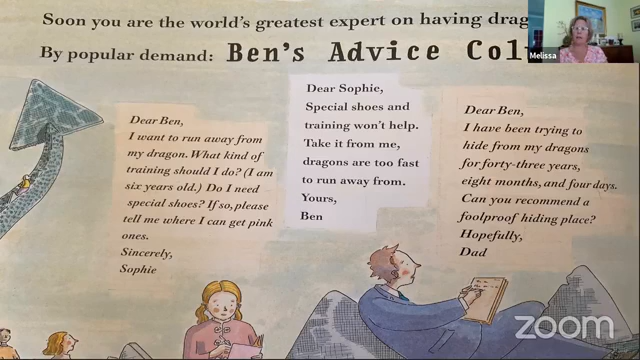 Soon you are the world's greatest expert on having
By popular demand: Ben's Advice
Melissa
Dear Ben,
I want to run away from
my dragon. What kind of
training should I do? (I am
six years old.) Do I need
special shoes? If so, please
tell me where I can get pink
ones.
Sincerely,
Sophie
Dear Sophie,
Special shoes and
training won't help.
Take it from me,
dragons are too fast
to run away from.
Yours,
Ben
Dear Ben,
I have been trying to
hide from my dragons
for forty-three years,
eight months, and four days.
Can you recommend a
foolproof hiding place?
Hopefully,
Dad
zoom